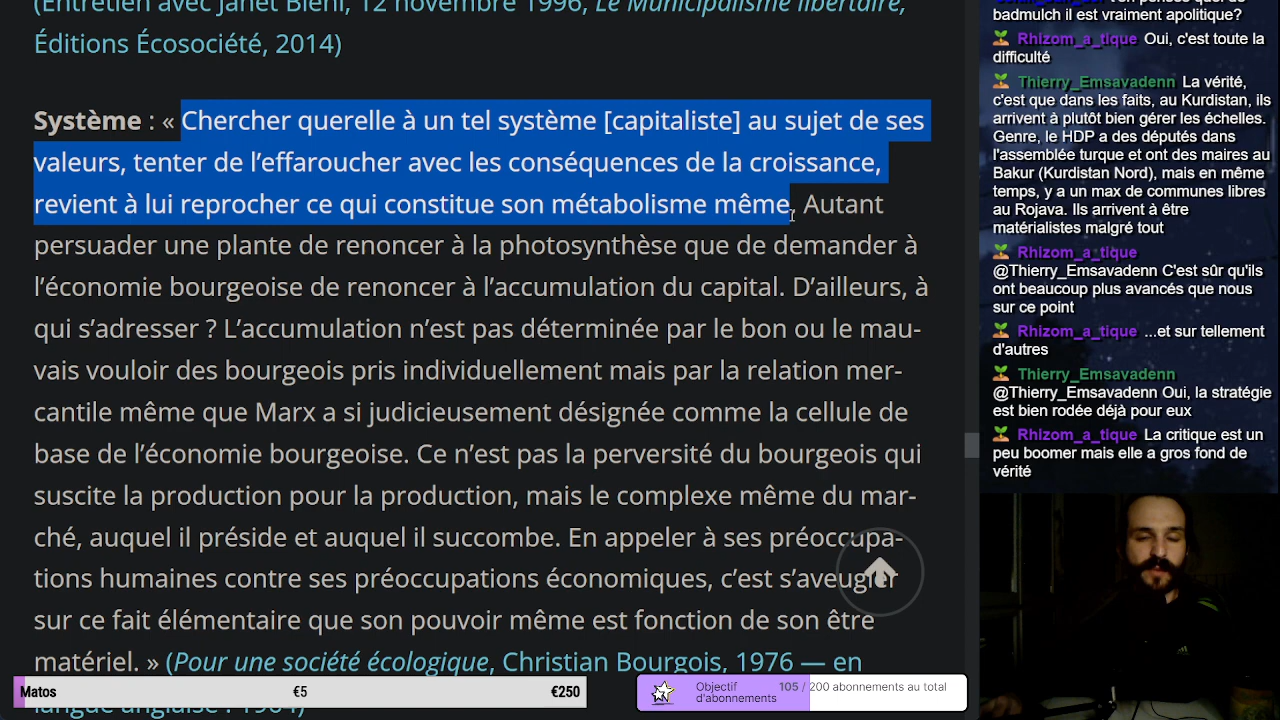 (Entretien avec Janet Biehl, 12 novembre 1996, Le Municipalisme libertaire,
Éditions Écosociété, 2014)
Système : « Chercher querelle à un tel système [capitaliste] au sujet de ses
valeurs, tenter de l’effaroucher avec les conséquences de la croissance,
revient à lui reprocher ce qui constitue son métabolisme même, Autant
persuader une plante de renoncer à la photosynthèse que de demander à
l’économie bourgeoise de renoncer à l’accumulation du capital. D’ailleurs, à
qui s’adresser ? L’accumulation n’est pas déterminée par le bon ou le mau-
vais vouloir des bourgeois pris individuellement mais par la relation mer-
cantile même que Marx a si judicieusement désignée comme la cellule de
base de l’économie bourgeoise. Ce n’est pas la perversité du bourgeois qui
suscite la production pour la production, mais le complexe même du mar-
ché, auquel il préside et auquel il succombe. En appeler à ses préoccupa-
tions humaines contre ses préoccupations économiques, c’est s’aveugler
sur ce fait élémentaire que son pouvoir même est fonction de son être
matériel. » (Pour une société écologique, Christian Bourgois, 1976 — en
langue anglaise : 1964)
Matos €5 €250
Objectif
d'abonnements
105 / 200 abonnements au total
badmulch il est vraiment apolitique?
Rhizom_a_tique Oui, c'est toute la
difficulté
Thierry_Emsavadenn La vérité,
c'est que dans les faits, au Kurdistan, ils
arrivent à plutôt bien gérer les échelles.
Genre, le HDP a des députés dans
l'assemblée turque et ont des maires au
Bakur (Kurdistan Nord), mais en même
temps, y a un max de communes libres
au Rojava. Ils arrivent à être
matérialistes malgré tout
Rhizom_a_tique
@Thierry_Emsavadenn C'est sûr qu'ils
ont beaucoup plus avancés que nous
sur ce point
Rhizom_a_tique ...et sur tellement
d'autres
Thierry_Emsavadenn
@Thierry_Emsavadenn Oui, la stratégie
est bien rodée déjà pour eux
Rhizom_a_tique La critique est un
peu boomer mais elle a gros fond de
vérité